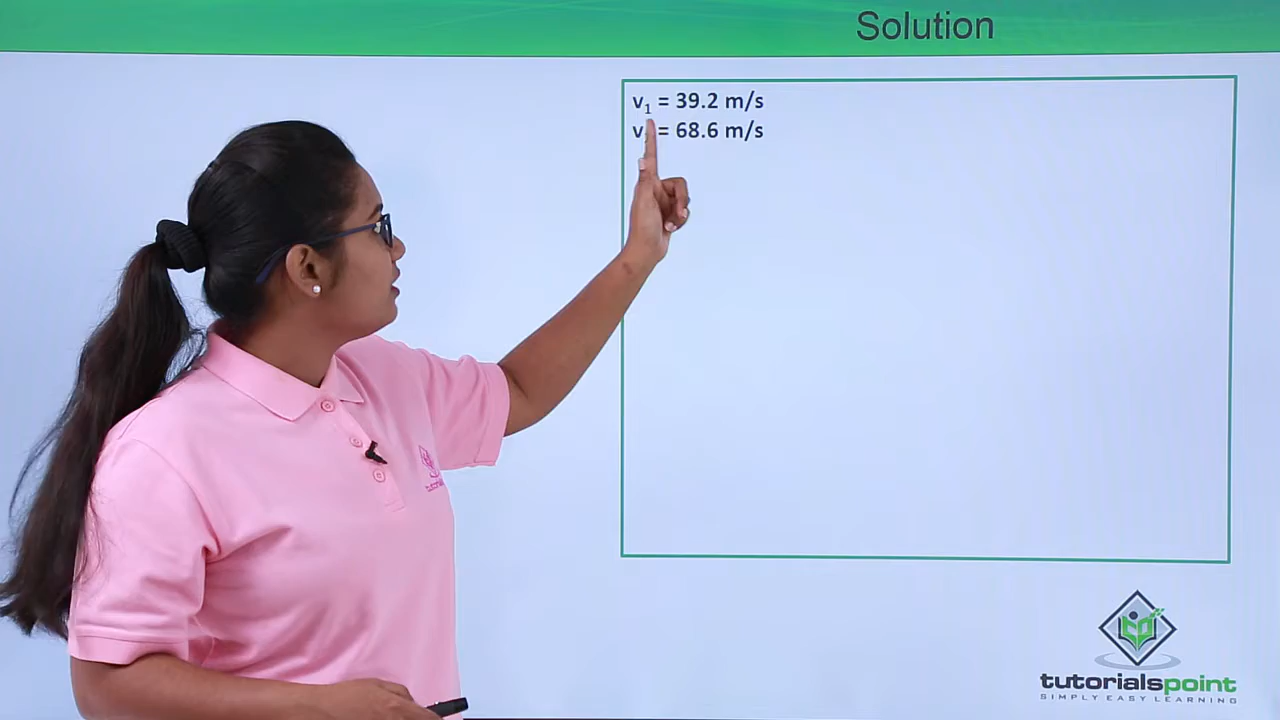 Solution
v₁ = 39.2 m/s
v = 68.6 m/s
tutorialspoint
SIMPLY EASY LEARNING